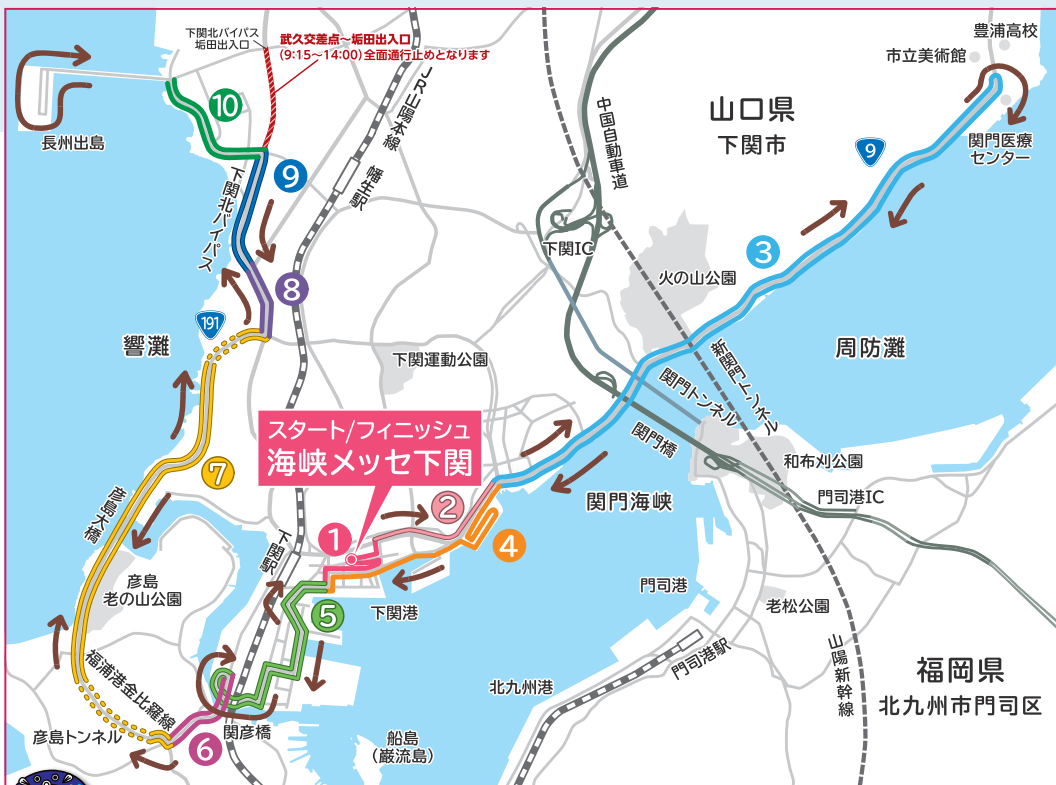 下関北バイパス
垢田出入口
武久交差点〜垢田出入口
(9:15〜14:00)全面通行止めとなります
豊浦高校
市立美術館
長州出島
10
JR山陽本線
中国自動車道
山口県
下関市
9
関門医療
センター
9
幡生駅
下関北バイパス
下関IC
3
火の山公園
8
191
響灘
下関運動公園
周防灘
新関門トンネル
関門トンネル
関門橋
スタート/フィニッシュ
海峡メッセ下関
7
和布刈公園
門司港IC
関門海峡
彦島大橋
2
1
4
下関駅
彦島
老の山公園
門司港
老松公園
下関港
5
福浦港金比羅線
門司港駅
山陽新幹線
福岡県
北九州市門司区
北九州港
彦島トンネル
6
関彦橋
船島
(巌流島)